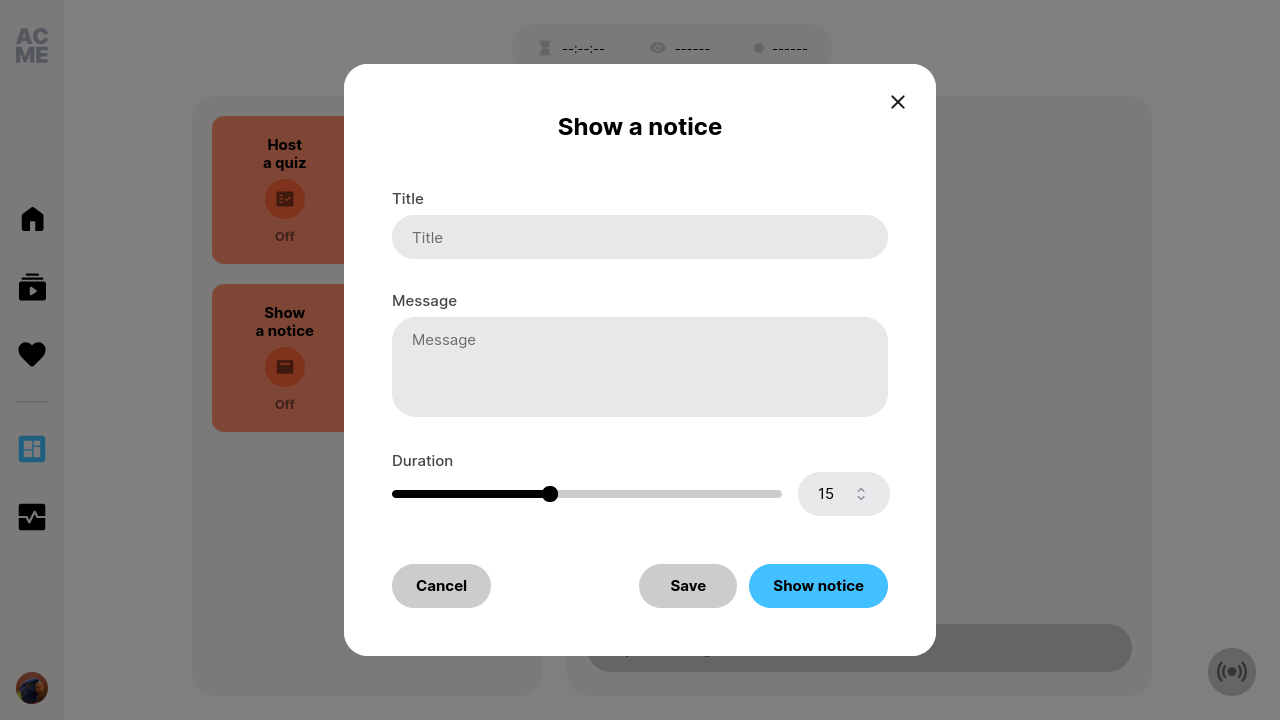 AC
ME
--:--:--
------
------
Host
a quiz
Off
Show
a notice
Off
Show a notice
Title
Title
Message
Message
Duration
15
Cancel
Save
Show notice